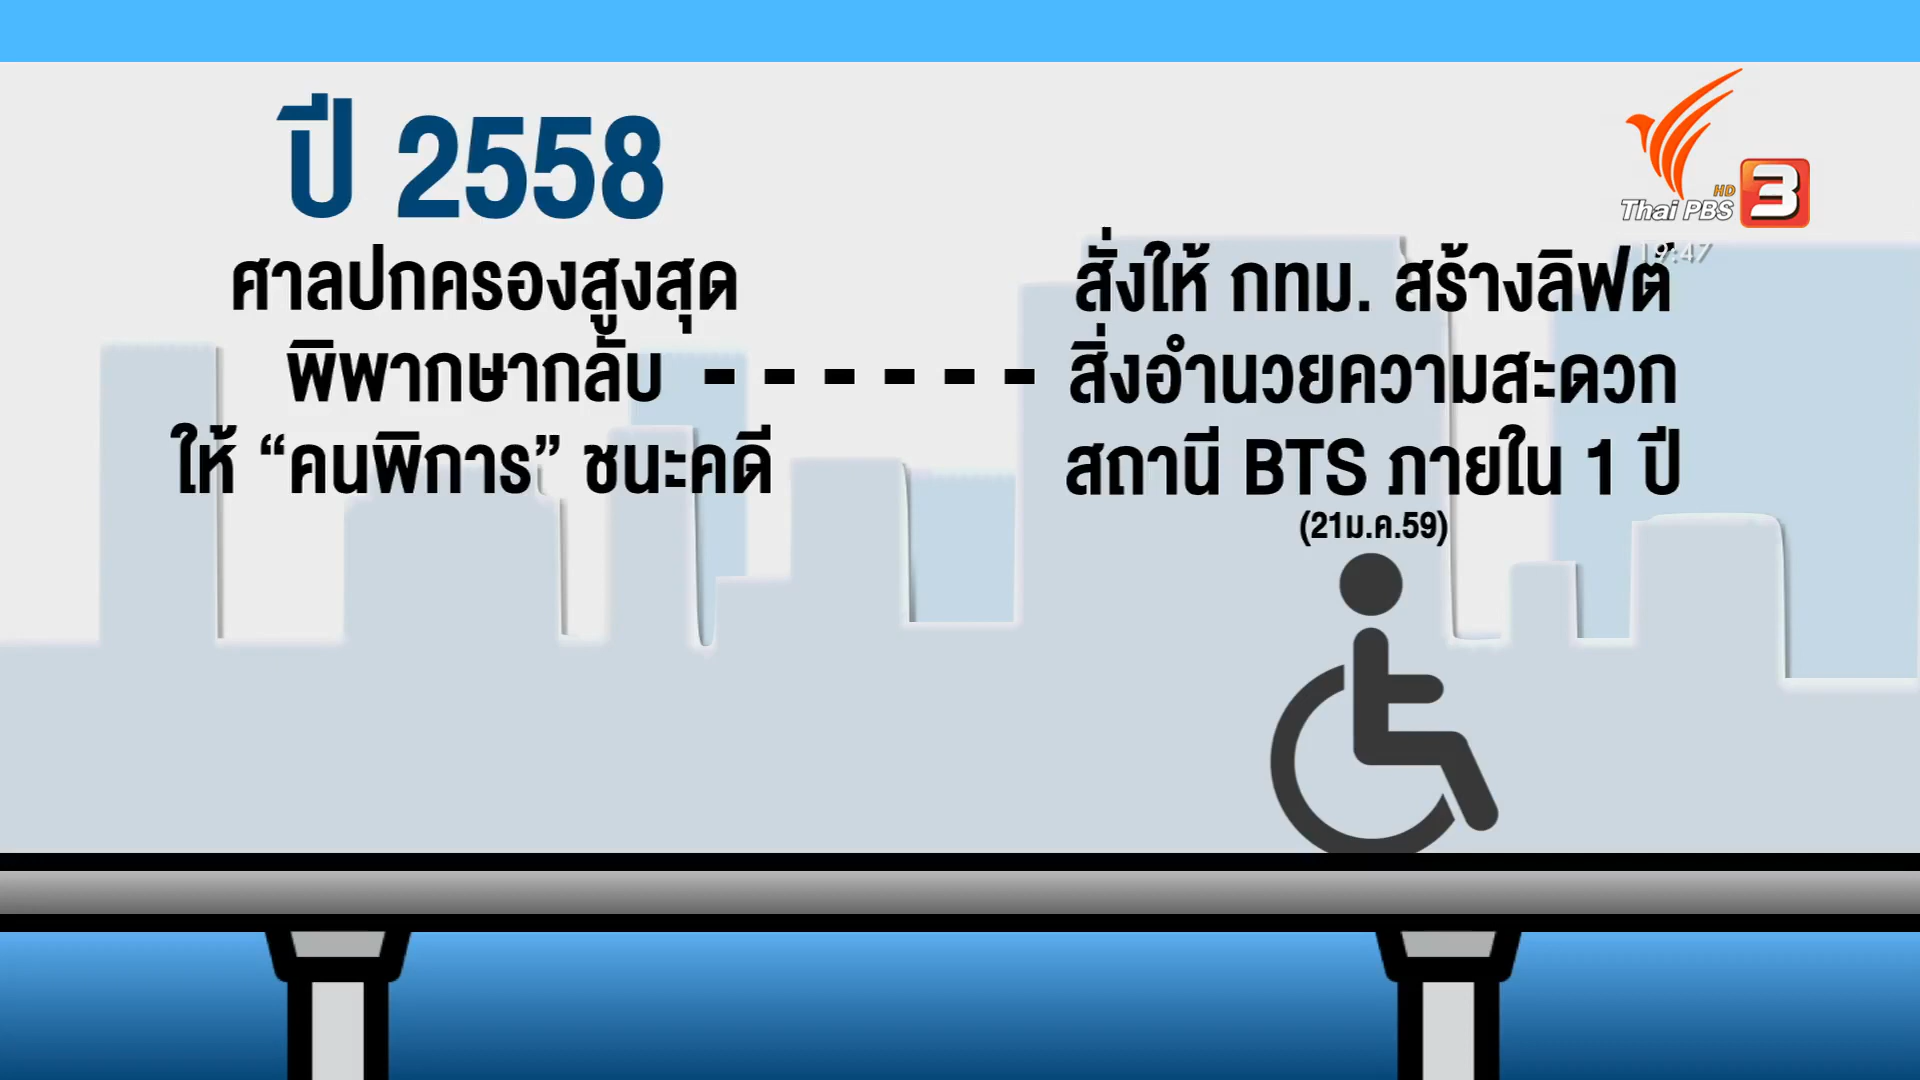 ปี 2558
ศาลปกครองสูงสุด
พิพากษากลับ
ให้ “คนพิการ” ชนะคดี
------
สั่งให้ กทม. สร้างลิฟต์
สิ่งอำนวยความสะดวก
สถานี BTS ภายใน 1 ปี
(21ม.ค.59)
Thai PBS HD 3
19:47